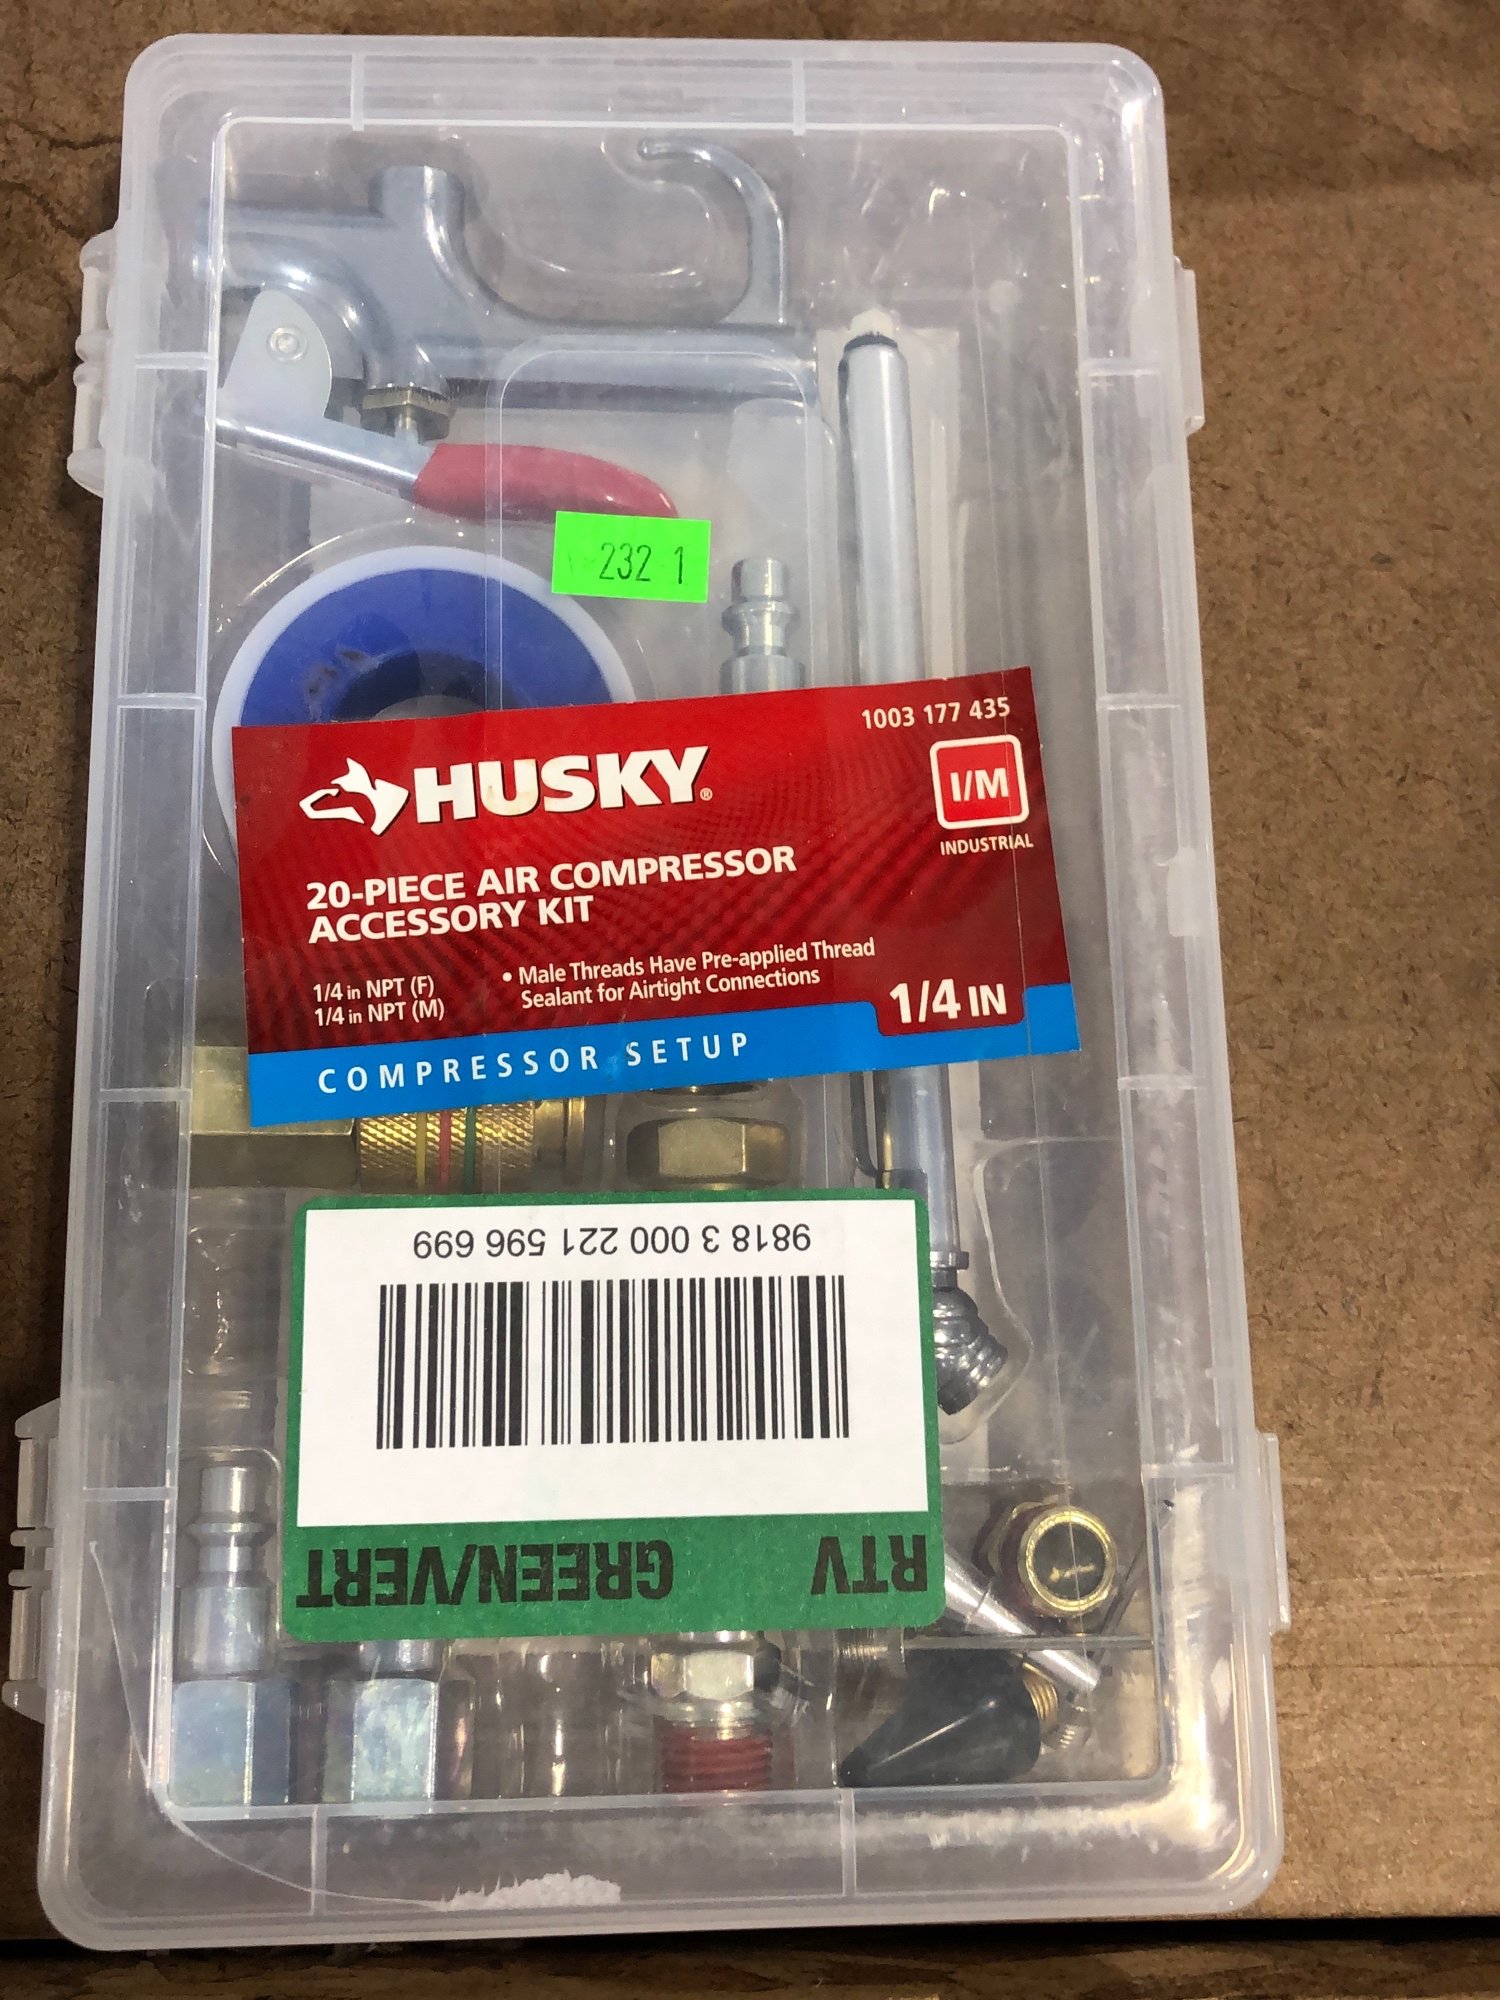 232 1
1003 177 435
HUSKY®
I/M
INDUSTRIAL
20-PIECE AIR COMPRESSOR
ACCESSORY KIT
1/4 in NPT (F)
1/4 in NPT (M)
• Male Threads Have Pre-applied Thread
Sealant for Airtight Connections
1/4 IN
COMPRESSOR SETUP
9818 3 000 221 596 699
RTV GREEN/VERT